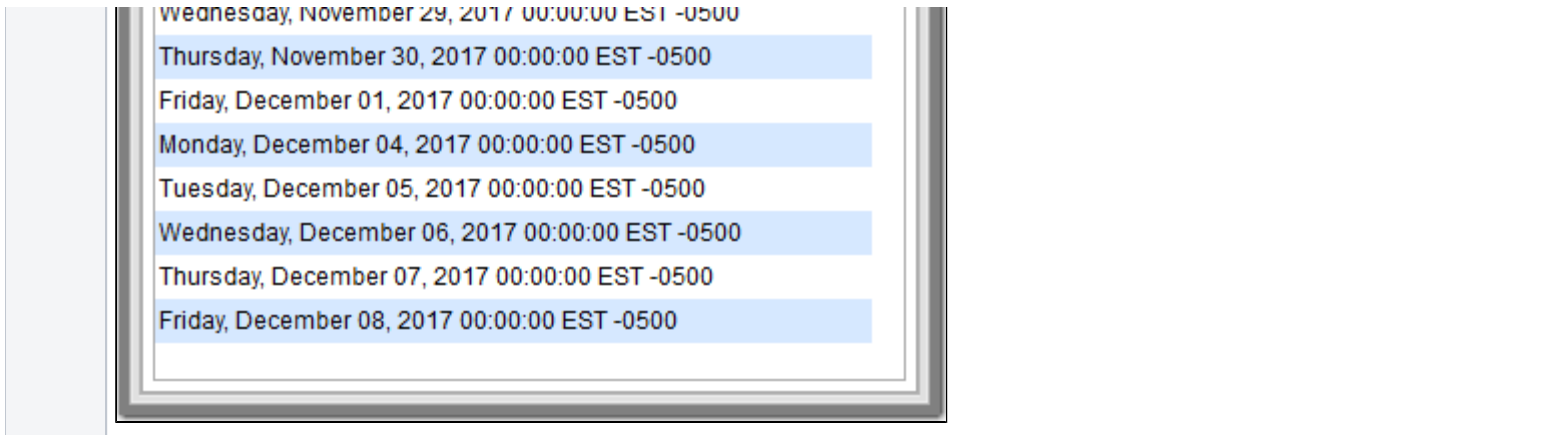 Wednesday, November 29, 2017 00:00:00 EST -0500
Thursday, November 30, 2017 00:00:00 EST -0500
Friday, December 01, 2017 00:00:00 EST -0500
Monday, December 04, 2017 00:00:00 EST -0500
Tuesday, December 05, 2017 00:00:00 EST -0500
Wednesday, December 06, 2017 00:00:00 EST -0500
Thursday, December 07, 2017 00:00:00 EST -0500
Friday, December 08, 2017 00:00:00 EST -0500